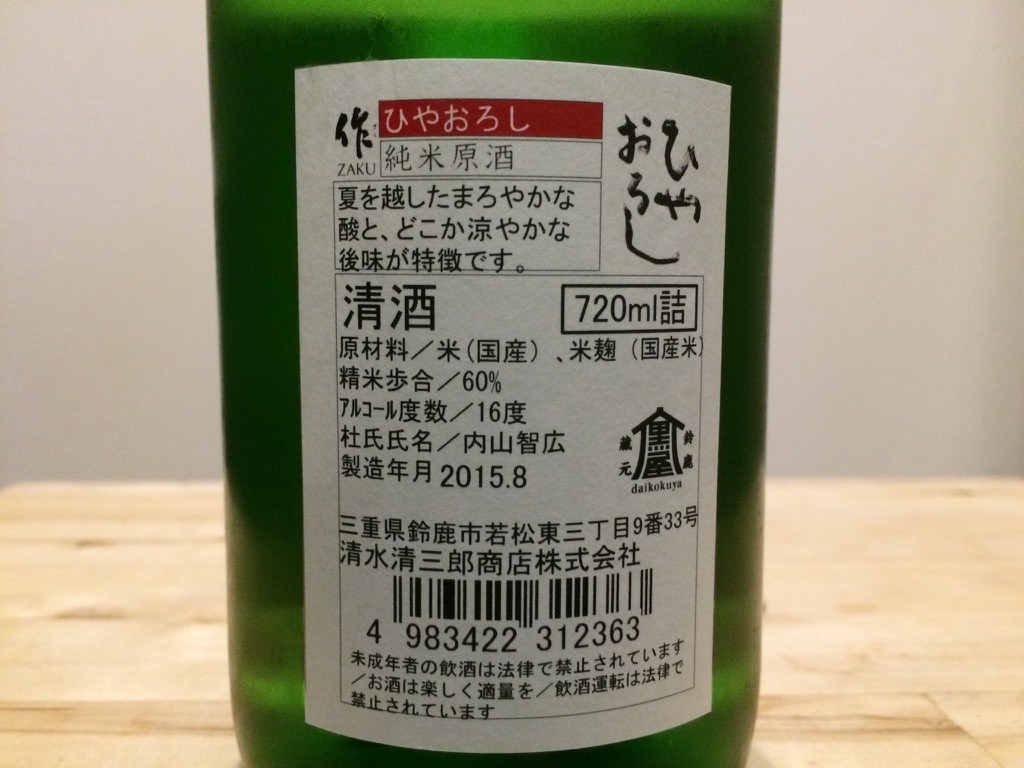 作
ZAKU
ひやおろし
純米原酒
ひや
おろし
夏を越したまろやかな
酸と、どこか涼やかな
後味が特徴です。
清酒
720ml詰
原材料／米（国産）、米麹（国産米）
精米歩合／60%
ｱﾙｺｰﾙ度数／16度
杜氏氏名／内山智広
製造年月 2015.8
鈴鹿
蔵元
黒屋
daikokuya
三重県鈴鹿市若松東三丁目9番33号
清水清三郎商店株式会社
4 983422 312363
未成年者の飲酒は法律で禁止されています
／お酒は楽しく適量を／飲酒運転は法律で
禁止されています